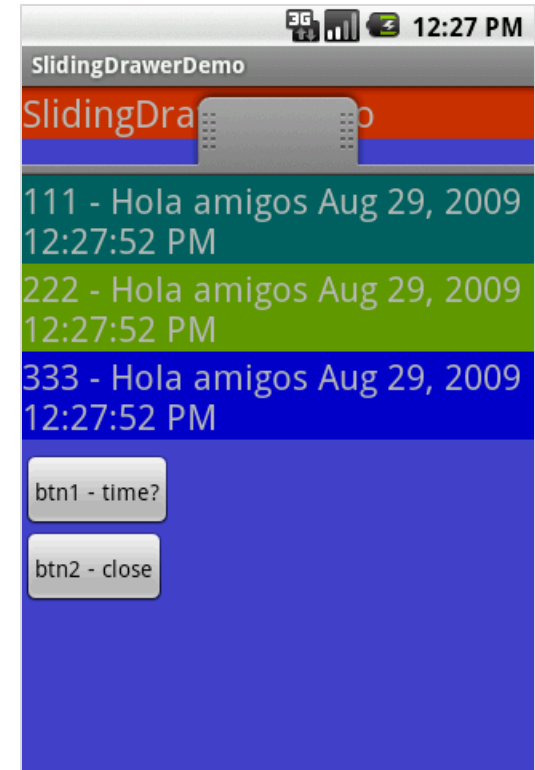 3G 12:27 PM
SlidingDrawerDemo
SlidingDra o
111 - Hola amigos Aug 29, 2009
12:27:52 PM
222 - Hola amigos Aug 29, 2009
12:27:52 PM
333 - Hola amigos Aug 29, 2009
12:27:52 PM
btn1 - time?
btn2 - close